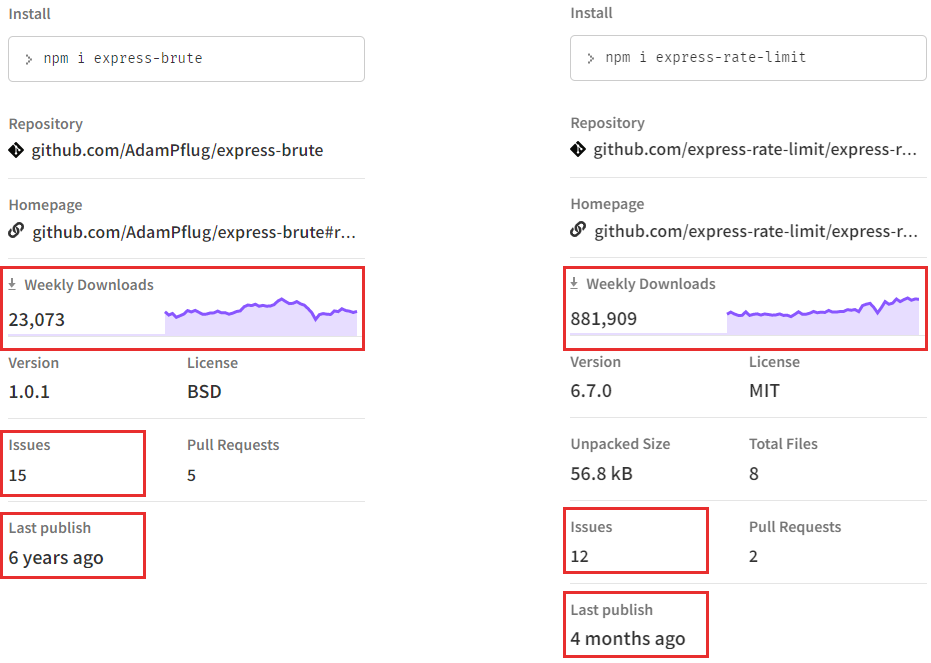 Install
> npm i express-brute
Repository
github.com/AdamPflug/express-brute
Homepage
github.com/AdamPflug/express-brute#r...
Weekly Downloads
23,073
Version License
1.0.1 BSD
Issues Pull Requests
15 5
Last publish
6 years ago
Install
> npm i express-rate-limit
Repository
github.com/express-rate-limit/express-r...
Homepage
github.com/express-rate-limit/express-r...
Weekly Downloads
881,909
Version License
6.7.0 MIT
Unpacked Size Total Files
56.8 kB 8
Issues Pull Requests
12 2
Last publish
4 months ago